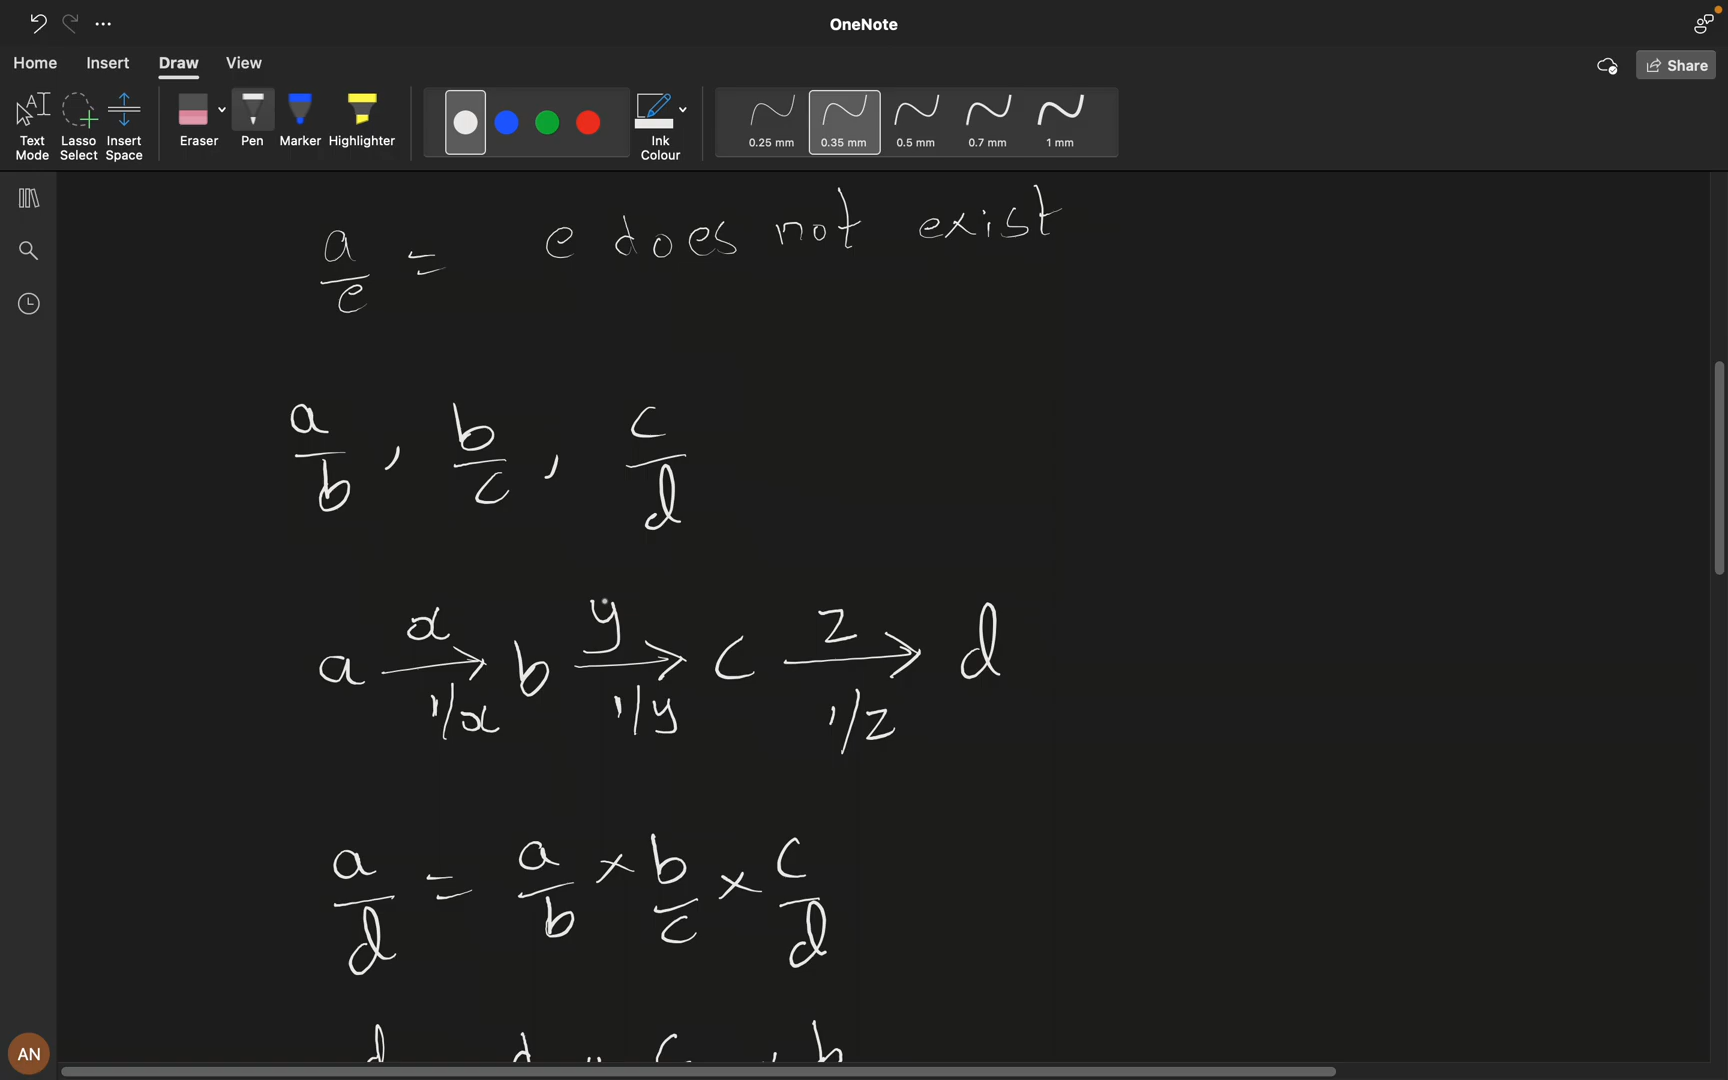 OneNote
Home Insert Draw View
Share
Text Mode
Lasso Select
Insert Space
Eraser
Pen
Marker
Highlighter
Ink Colour
0.25 mm
0.35 mm
0.5 mm
0.7 mm
1 mm
a/e = e does not exist
a/b , b/c , c/d
x y z
a → b → c → d
1/x 1/y 1/z
a/d = a/b × b/c × c/d
AN